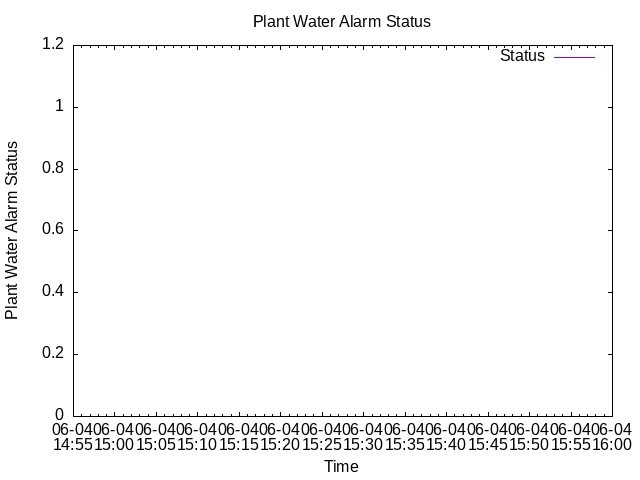 Plant Water Alarm Status
Status
1.2
1
0.8
0.6
0.4
0.2
0
Plant Water Alarm Status
06-04 06-04 06-04 06-04 06-04 06-04 06-04 06-04 06-04 06-04 06-04 06-04 06-04 06-04
14:55 15:00 15:05 15:10 15:15 15:20 15:25 15:30 15:35 15:40 15:45 15:50 15:55 16:00
Time